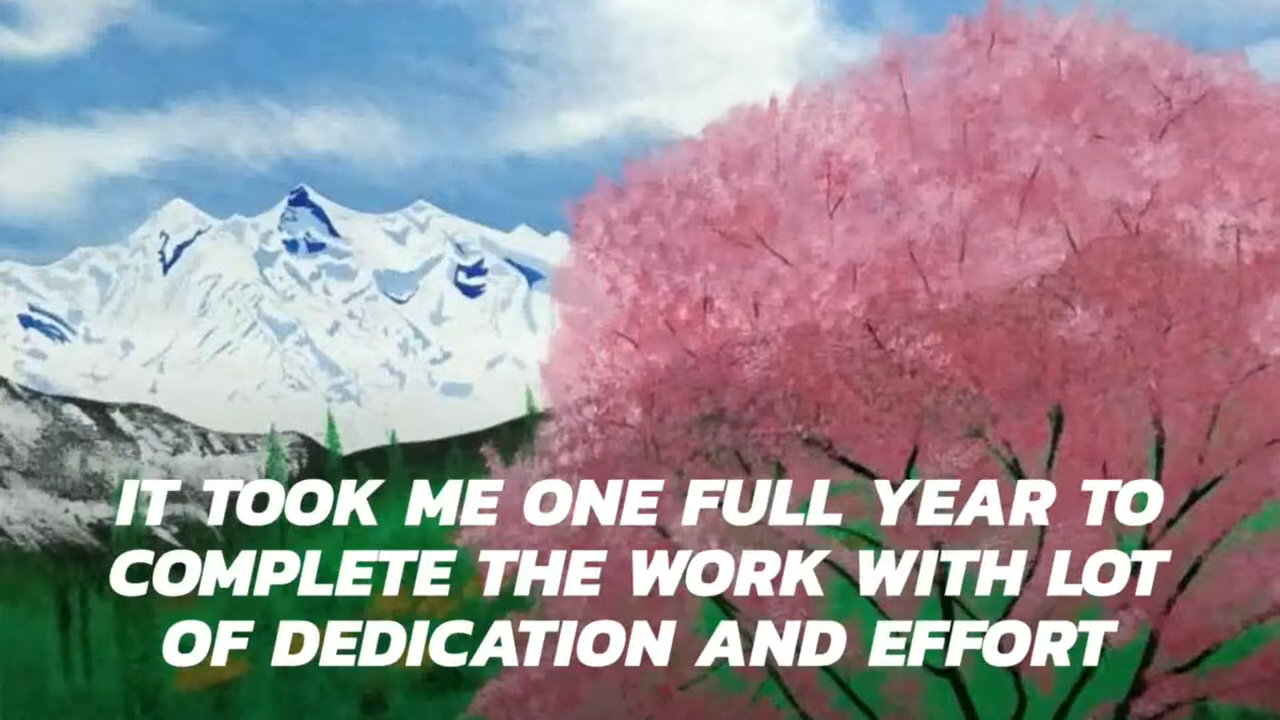 IT TOOK ME ONE FULL YEAR TO
COMPLETE THE WORK WITH LOT
OF DEDICATION AND EFFORT